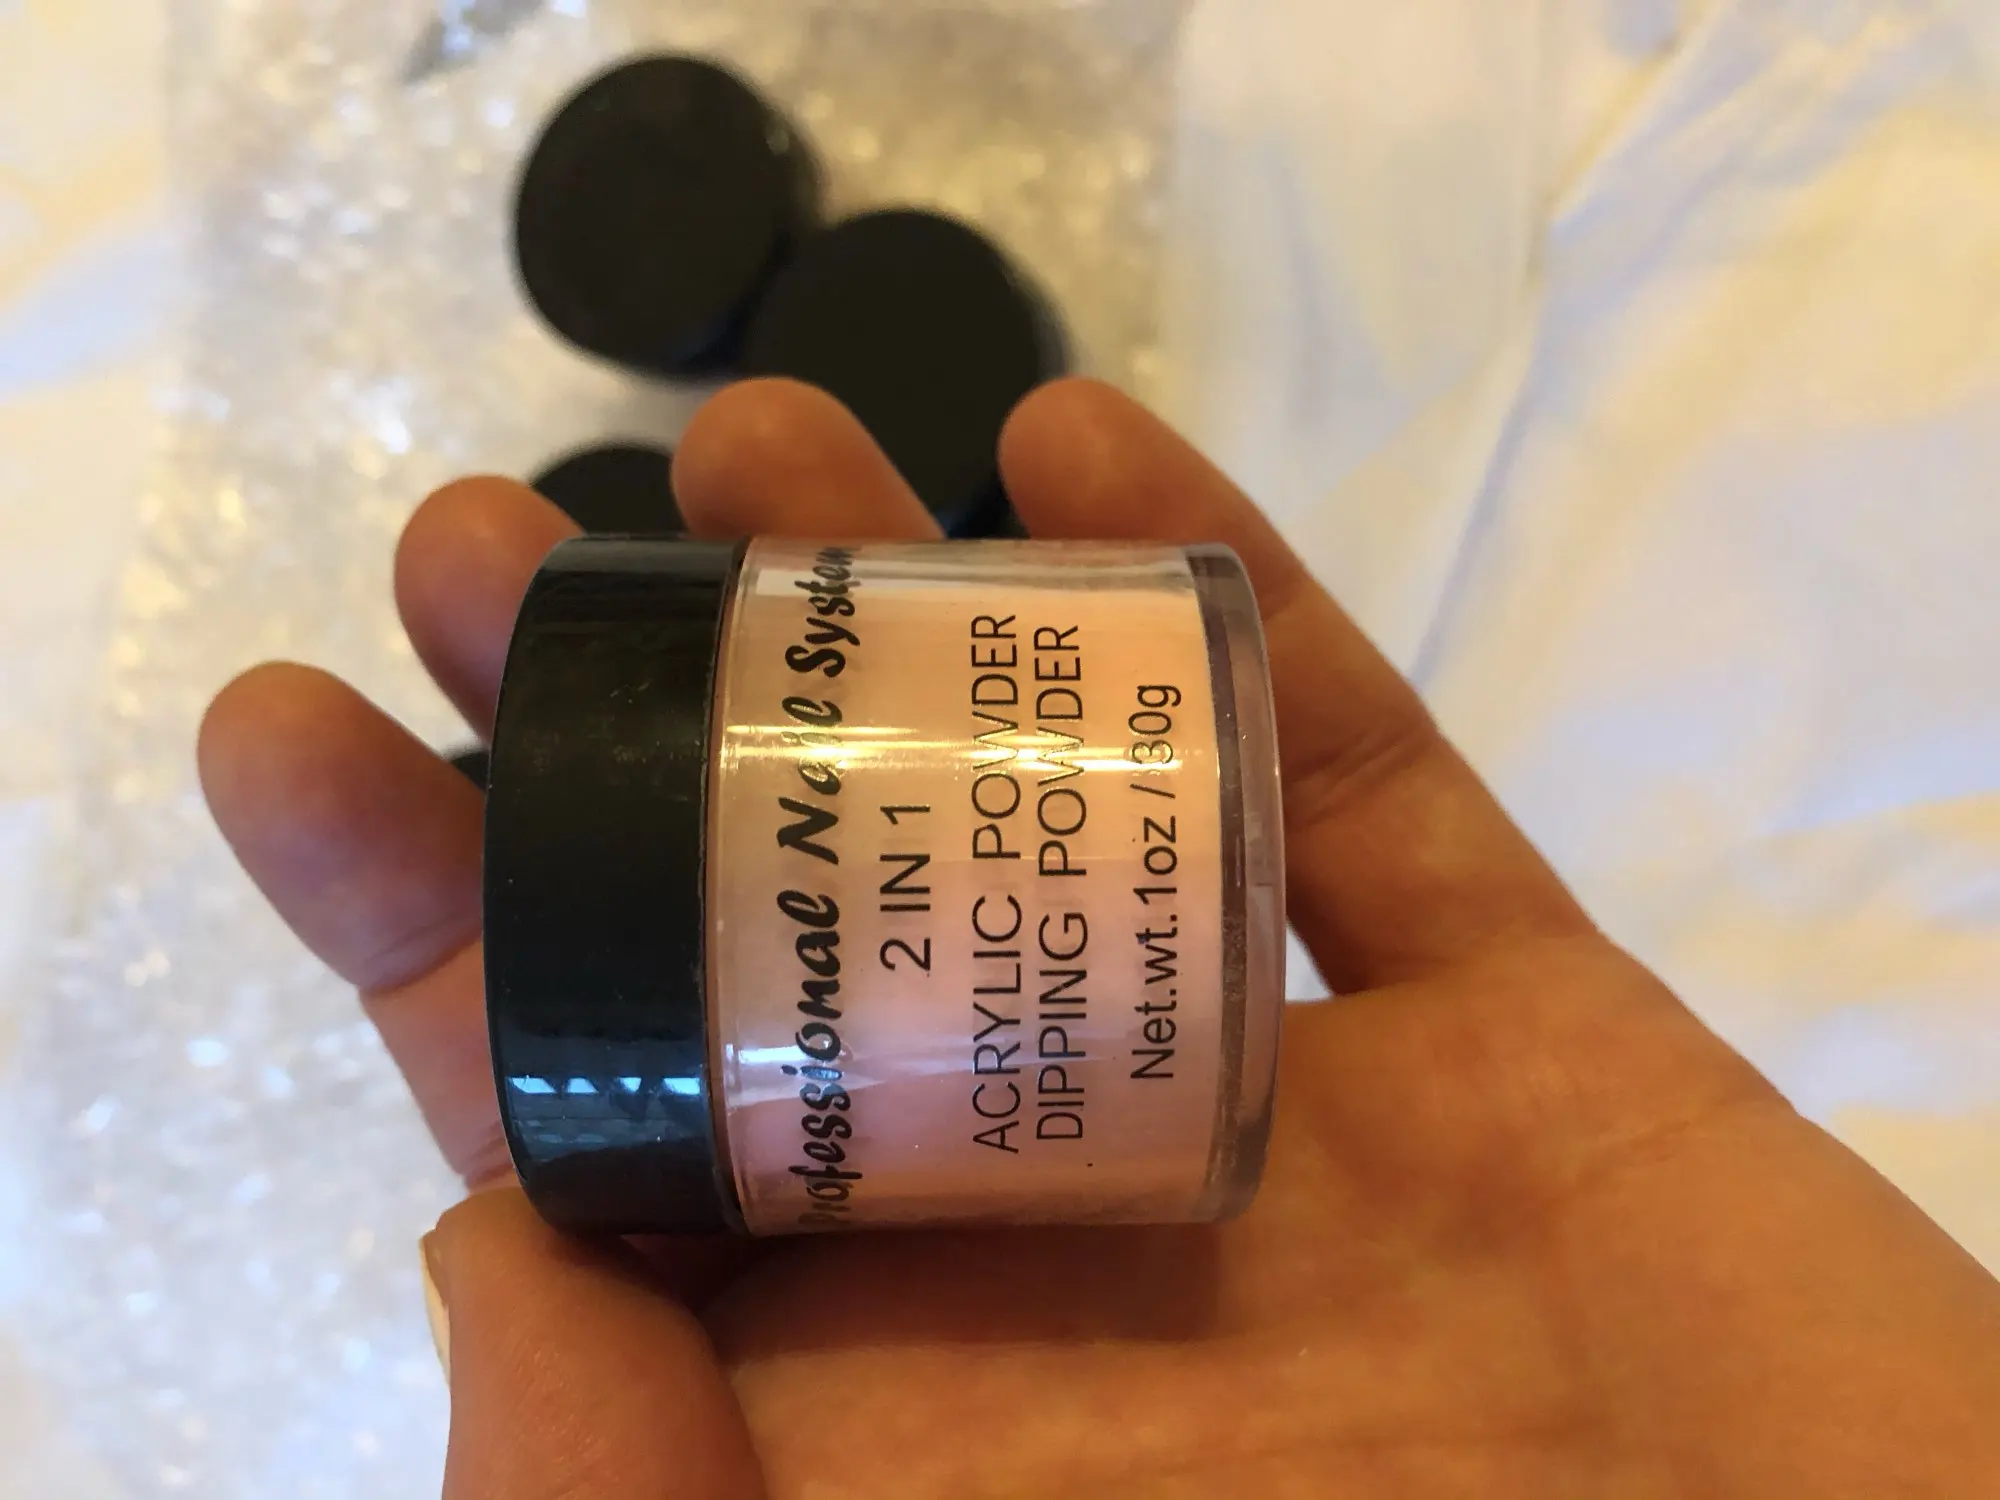 Professional Nail System
2 IN 1
ACRYLIC POWDER
DIPPING POWDER
Net.wt.1oz / 30g